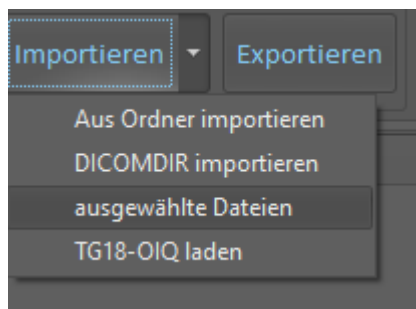 Importieren Exportieren
Aus Ordner importieren
DICOMDIR importieren
ausgewählte Dateien
TG18-OIQ laden